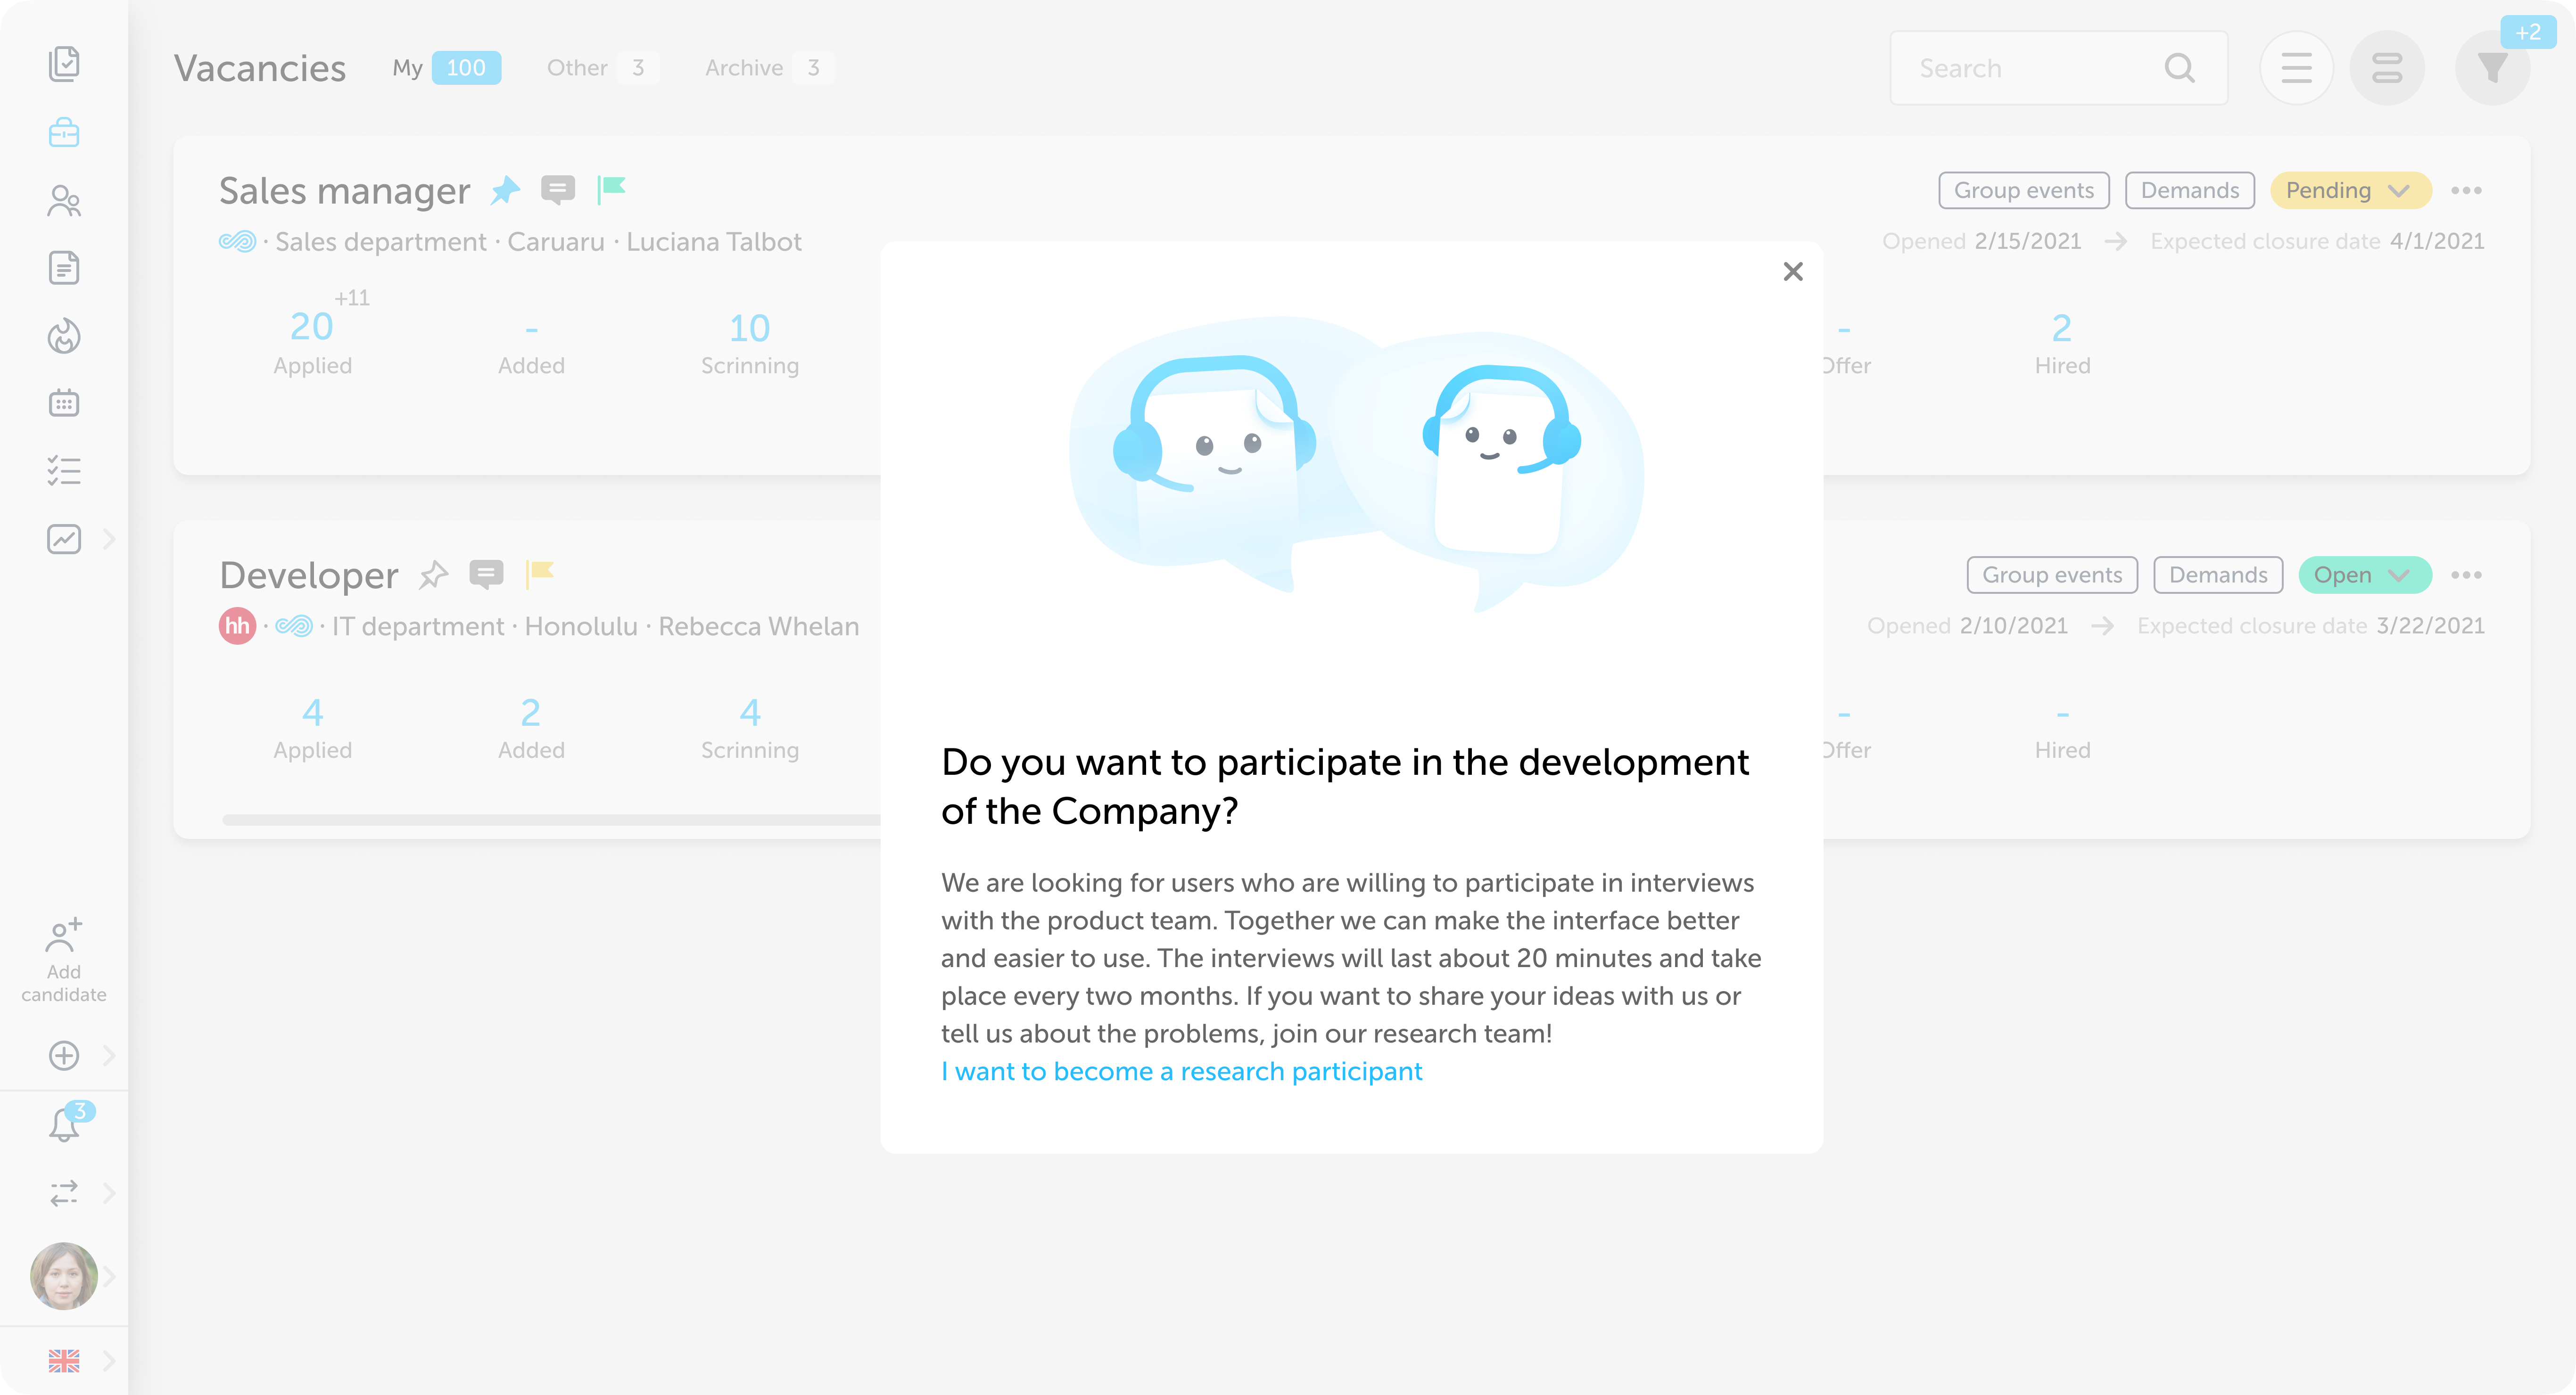 Vacancies My 100 Other 3 Archive 3 Search +2
Sales manager Group events Demands Pending
· Sales department · Caruaru · Luciana Talbot Opened 2/15/2021 Expected closure date 4/1/2021
+11
20 - 10 - 2
Applied Added Scrinning Offer Hired
Developer Group events Demands Open
hh · · IT department · Honolulu · Rebecca Whelan Opened 2/10/2021 Expected closure date 3/22/2021
4 2 4 - -
Applied Added Scrinning Offer Hired
Do you want to participate in the development
of the Company?
We are looking for users who are willing to participate in interviews
with the product team. Together we can make the interface better
and easier to use. The interviews will last about 20 minutes and take
place every two months. If you want to share your ideas with us or
tell us about the problems, join our research team!
I want to become a research participant
Add
candidate
3